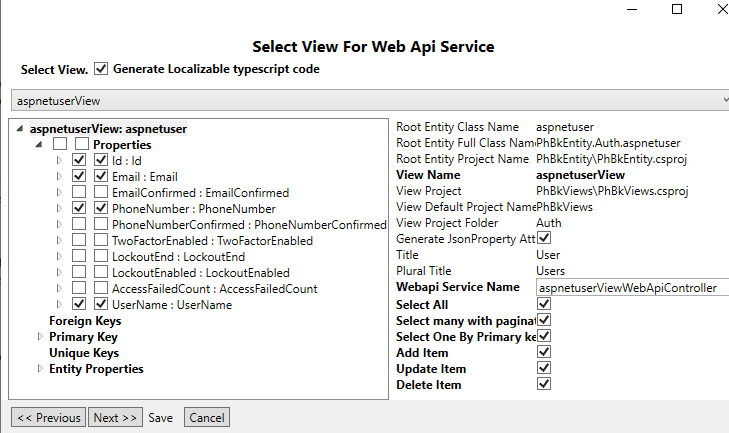 Select View For Web Api Service
Select View. Generate Localizable typescript code
aspnetuserView
aspnetuserView: aspnetuser
Properties
Id : Id
Email : Email
EmailConfirmed : EmailConfirmed
PhoneNumber : PhoneNumber
PhoneNumberConfirmed : PhoneNumberConfirmed
TwoFactorEnabled : TwoFactorEnabled
LockoutEnd : LockoutEnd
LockoutEnabled : LockoutEnabled
AccessFailedCount : AccessFailedCount
UserName : UserName
Foreign Keys
Primary Key
Unique Keys
Entity Properties
Root Entity Class Name aspnetuser
Root Entity Full Class Nam PhBkEntity.Auth.aspnetuser
Root Entity Project Name PhBkEntity\PhBkEntity.csproj
View Name aspnetuserView
View Project PhBkViews\PhBkViews.csproj
View Default Project Name PhBkViews
View Project Folder Auth
Generate JsonProperty Att
Title User
Plural Title Users
Webapi Service Name aspnetuserViewWebApiController
Select All
Select many with paginat
Select One By Primary ke
Add Item
Update Item
Delete Item
<< Previous Next >> Save Cancel